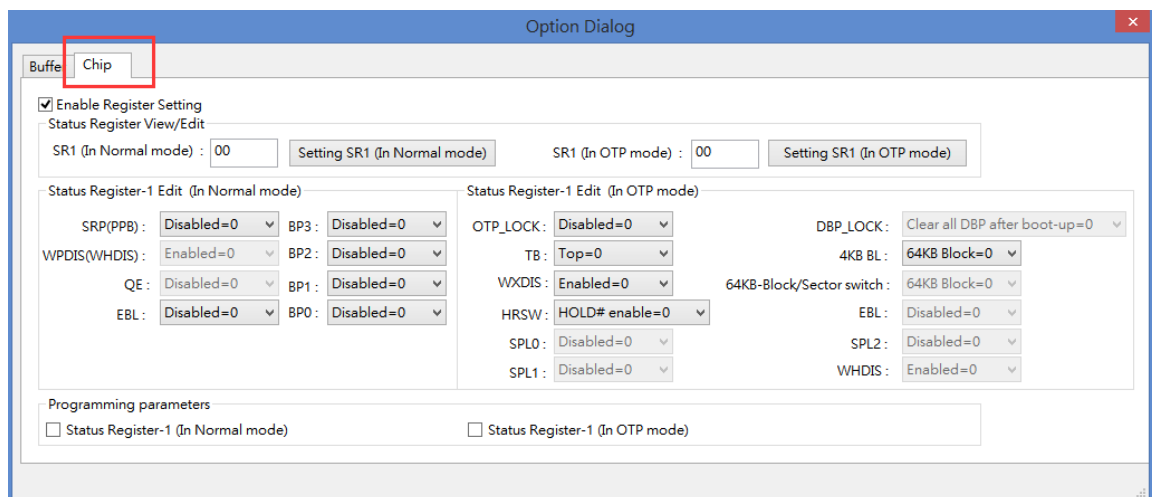 Option Dialog
Buffe Chip
Enable Register Setting
Status Register View/Edit
SR1 (In Normal mode) : 00 Setting SR1 (In Normal mode) SR1 (In OTP mode) : 00 Setting SR1 (In OTP mode)
Status Register-1 Edit (In Normal mode) Status Register-1 Edit (In OTP mode)
SRP(PPB) : Disabled=0 BP3 : Disabled=0 OTP_LOCK : Disabled=0 DBP_LOCK : Clear all DBP after boot-up=0
WPDIS(WHDIS) : Enabled=0 BP2 : Disabled=0 TB : Top=0 4KB BL : 64KB Block=0
QE : Disabled=0 BP1 : Disabled=0 WXDIS : Enabled=0 64KB-Block/Sector switch : 64KB Block=0
EBL : Disabled=0 BP0 : Disabled=0 HRSW : HOLD# enable=0 EBL : Disabled=0
SPL0 : Disabled=0 SPL2 : Disabled=0
SPL1 : Disabled=0 WHDIS : Enabled=0
Programming parameters
Status Register-1 (In Normal mode) Status Register-1 (In OTP mode)